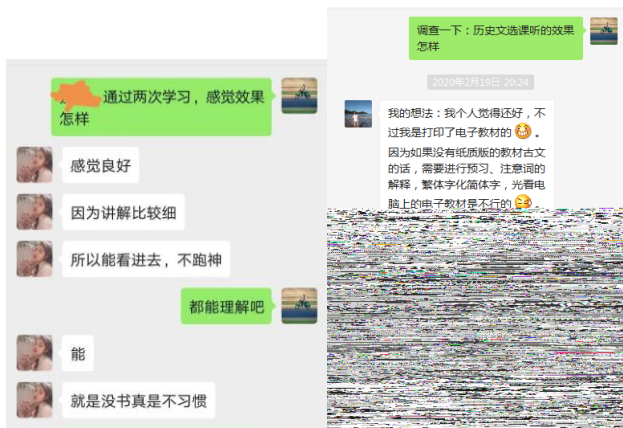 通过两次学习，感觉效果
怎样
感觉良好
因为讲解比较细
所以能看进去，不跑神
都能理解吧
能
就是没书真是不习惯
调查一下：历史文选课听的效果
怎样
2020年2月19日 20:24
我的想法：我个人觉得还好，不
过我是打印了电子教材的。
因为如果没有纸质版的教材古文
的话，需要进行预习、注意词的
解释，繁体字化简体字，光看电
脑上的电子教材是不行的。